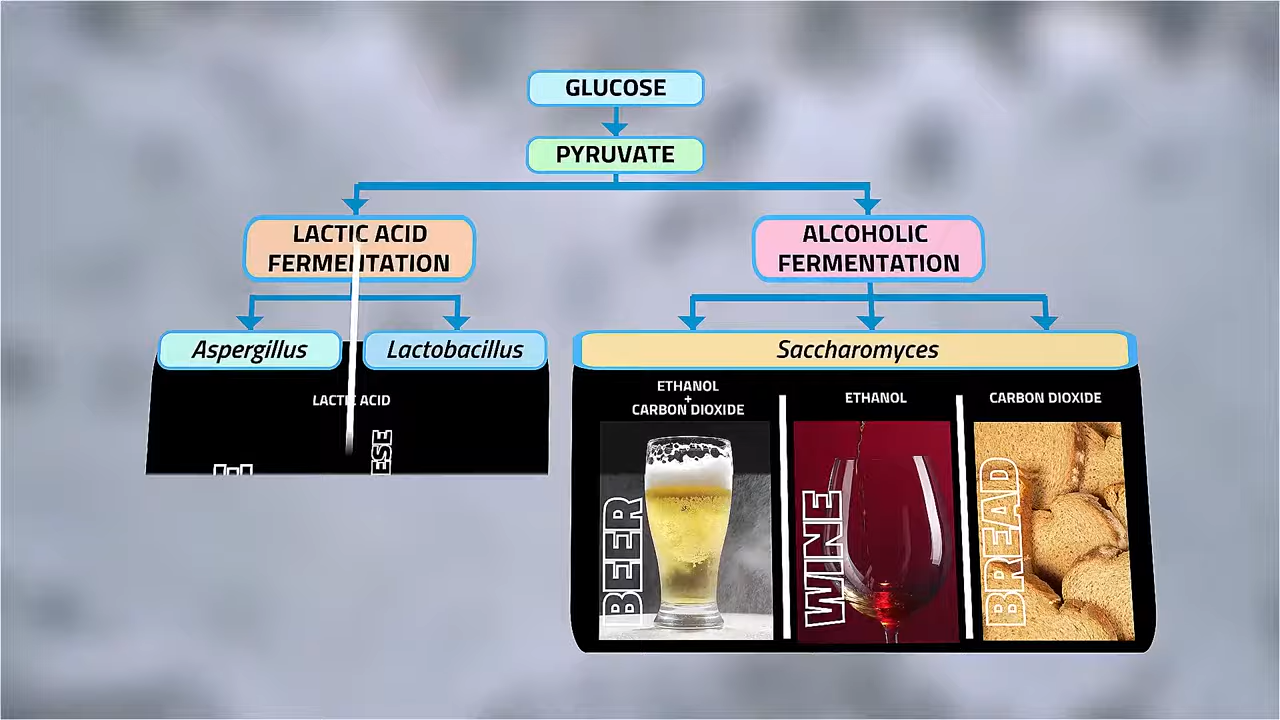 GLUCOSE
PYRUVATE
LACTIC ACID
FERMENTATION
ALCOHOLIC
FERMENTATION
Aspergillus
Lactobacillus
Saccharomyces
LACTIC ACID
ETHANOL
+
CARBON DIOXIDE
ETHANOL
CARBON DIOXIDE
ESE
BEER
WINE
BREAD